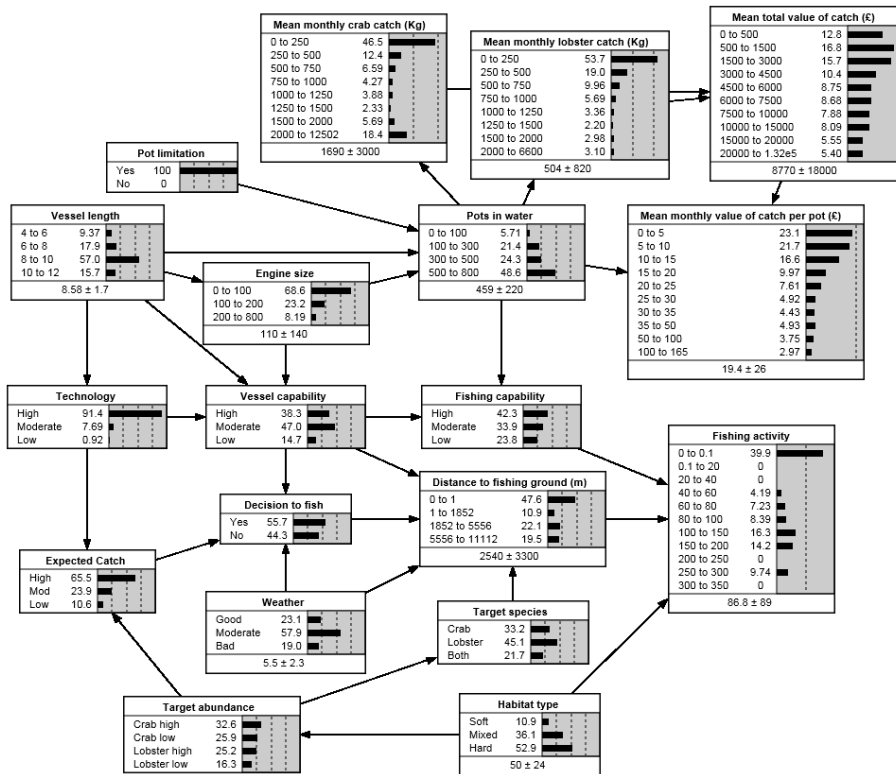 Mean monthly crab catch (Kg)
0 to 250 46.5
250 to 500 12.4
500 to 750 6.59
750 to 1000 4.27
1000 to 1250 3.88
1250 to 1500 2.33
1500 to 2000 5.69
2000 to 12502 18.4
1690 ± 3000
Mean monthly lobster catch (Kg)
0 to 250 53.7
250 to 500 19.0
500 to 750 9.96
750 to 1000 5.69
1000 to 1250 3.36
1250 to 1500 2.20
1500 to 2000 2.98
2000 to 6600 3.10
504 ± 820
Mean total value of catch (£)
0 to 500 12.8
500 to 1500 16.8
1500 to 3000 15.7
3000 to 4500 10.4
4500 to 6000 8.75
6000 to 7500 8.68
7500 to 10000 7.88
10000 to 15000 8.09
15000 to 20000 5.55
20000 to 1.32e5 5.40
8770 ± 18000
Pot limitation
Yes 100
No 0
Vessel length
4 to 6 9.37
6 to 8 17.9
8 to 10 57.0
10 to 12 15.7
8.58 ± 1.7
Engine size
0 to 100 68.6
100 to 200 23.2
200 to 800 8.19
110 ± 140
Pots in water
0 to 100 5.71
100 to 300 21.4
300 to 500 24.3
500 to 800 48.6
459 ± 220
Mean monthly value of catch per pot (£)
0 to 5 23.1
5 to 10 21.7
10 to 15 16.6
15 to 20 9.97
20 to 25 7.61
25 to 30 4.92
30 to 35 4.43
35 to 50 4.93
50 to 100 3.75
100 to 165 2.97
19.4 ± 26
Technology
High 91.4
Moderate 7.69
Low 0.92
Vessel capability
High 38.3
Moderate 47.0
Low 14.7
Fishing capability
High 42.3
Moderate 33.9
Low 23.8
Fishing activity
0 to 0.1 39.9
0.1 to 20 0
20 to 40 0
40 to 60 4.19
60 to 80 7.23
80 to 100 8.39
100 to 150 16.3
150 to 200 14.2
200 to 250 0
250 to 300 9.74
300 to 350 0
86.8 ± 89
Decision to fish
Yes 55.7
No 44.3
Distance to fishing ground (m)
0 to 1 47.6
1 to 1852 10.9
1852 to 5556 22.1
5556 to 11112 19.5
2540 ± 3300
Expected Catch
High 65.5
Mod 23.9
Low 10.6
Weather
Good 23.1
Moderate 57.9
Bad 19.0
5.5 ± 2.3
Target species
Crab 33.2
Lobster 45.1
Both 21.7
Target abundance
Crab high 32.6
Crab low 25.9
Lobster high 25.2
Lobster low 16.3
Habitat type
Soft 10.9
Mixed 36.1
Hard 52.9
50 ± 24